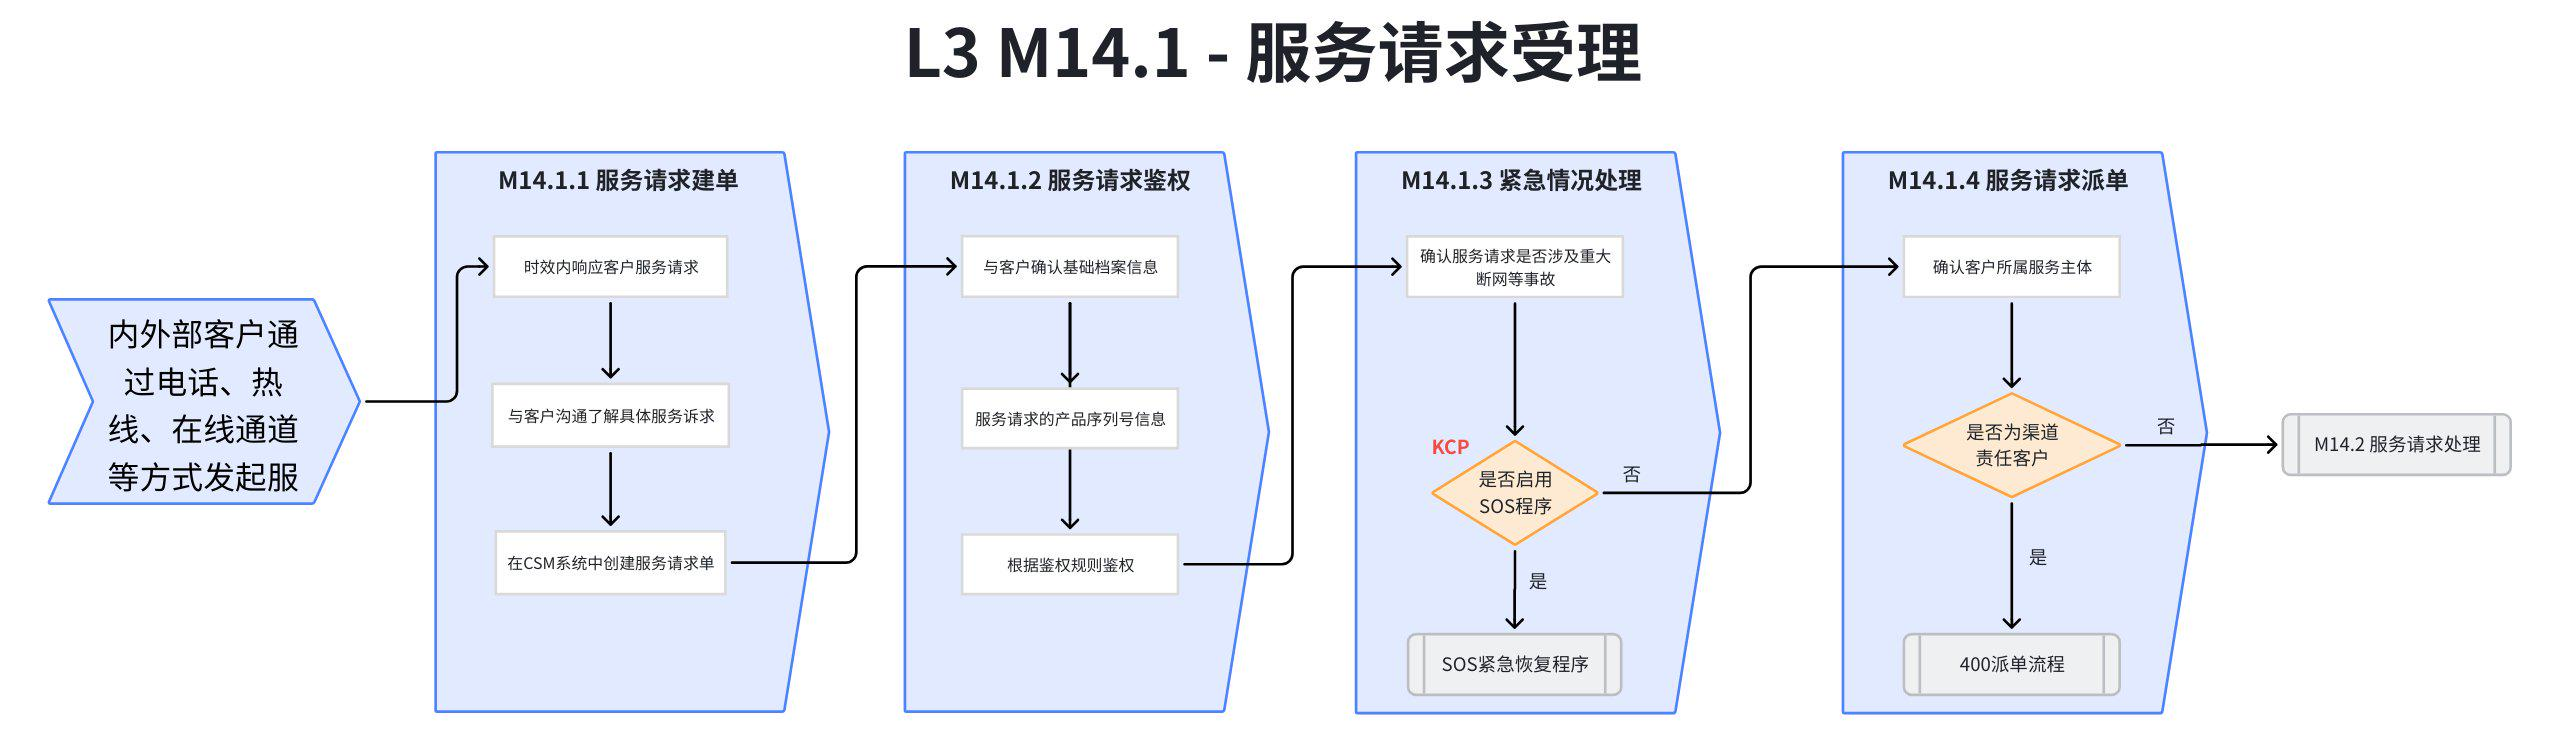 L3 M14.1 - 服务请求受理
内外部客户通
过电话、热
线、在线通道
等方式发起服
M14.1.1 服务请求建单
时效内响应客户服务请求
与客户沟通了解具体服务诉求
在CSM系统中创建服务请求单
M14.1.2 服务请求鉴权
与客户确认基础档案信息
服务请求的产品序列号信息
根据鉴权规则鉴权
M14.1.3 紧急情况处理
确认服务请求是否涉及重大
断网等事故
KCP
是否启用
SOS程序
否
是
SOS紧急恢复程序
M14.1.4 服务请求派单
确认客户所属服务主体
是否为渠道
责任客户
否
是
400派单流程
M14.2 服务请求处理